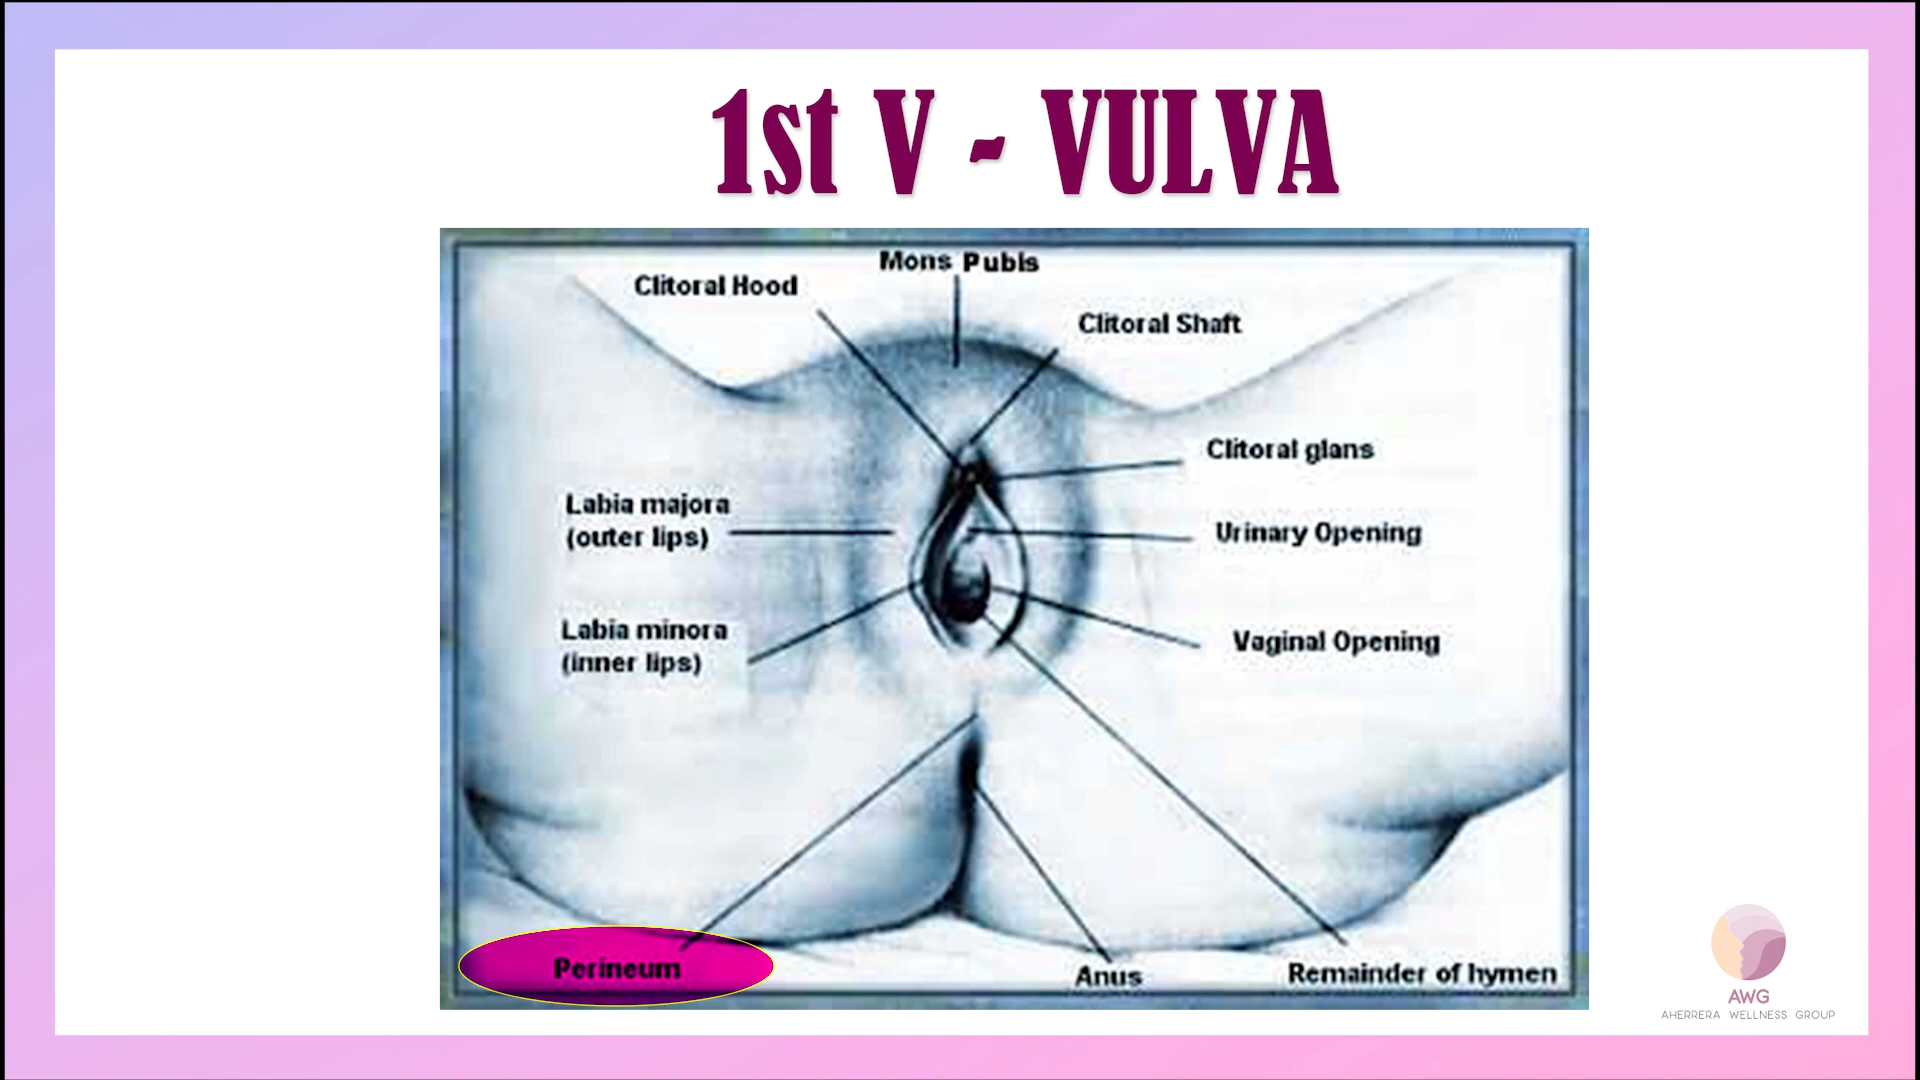 1st V - VULVA
Mons Pubis
Clitoral Hood
Clitoral Shaft
Clitoral glans
Labia majora
(outer lips)
Urinary Opening
Labia minora
(inner lips)
Vaginal Opening
Perineum
Anus
Remainder of hymen
AWG
AHERRERA WELLNESS GROUP